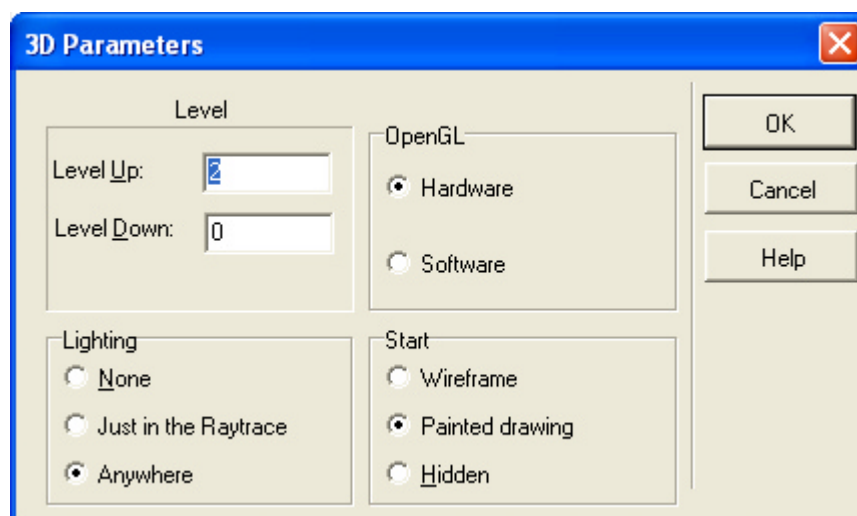 3D Parameters
Level
Level Up:
2
Level Down:
0
OpenGL
Hardware
Software
OK
Cancel
Help
Lighting
None
Just in the Raytrace
Anywhere
Start
Wireframe
Painted drawing
Hidden